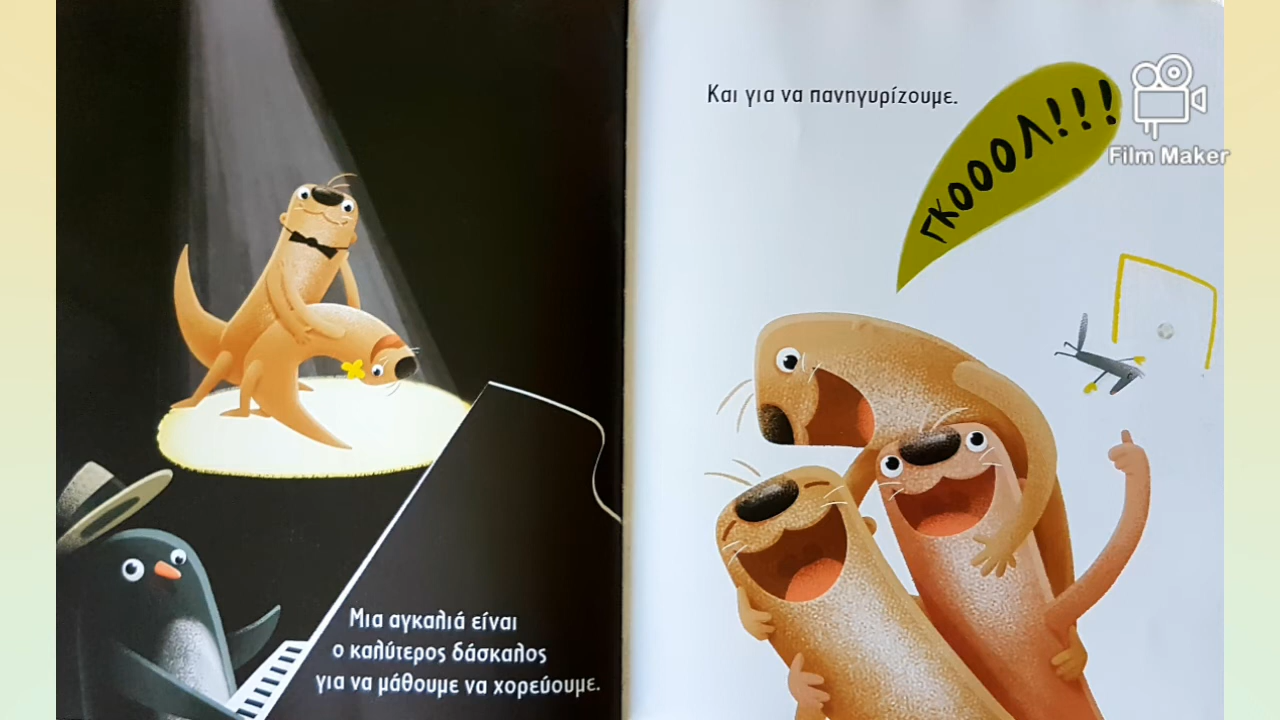 Μια αγκαλιά είναι
ο καλύτερος δάσκαλος
για να μάθουμε να χορεύουμε.
Και για να πανηγυρίζουμε.
ΓΚΟΟΟΛ!!!
Film Maker